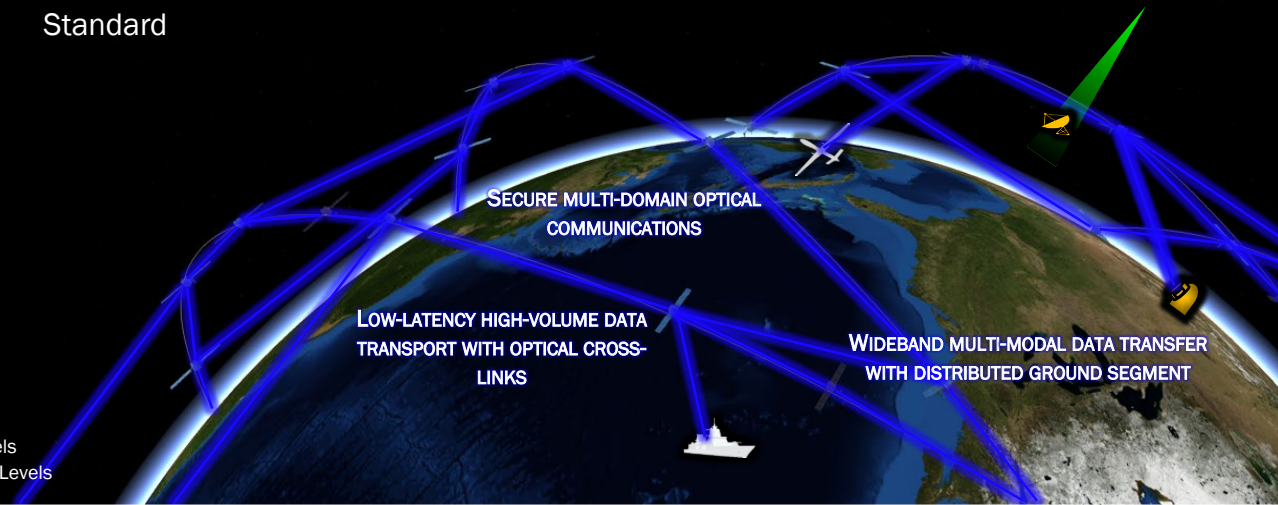 Standard
SECURE MULTI-DOMAIN OPTICAL
COMMUNICATIONS
LOW-LATENCY HIGH-VOLUME DATA
TRANSPORT WITH OPTICAL CROSS-
LINKS
WIDEBAND MULTI-MODAL DATA TRANSFER
WITH DISTRIBUTED GROUND SEGMENT
els
Levels